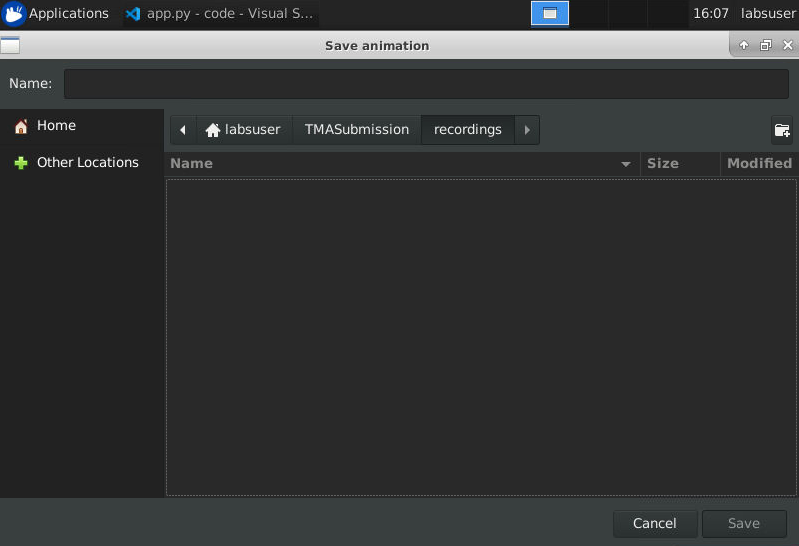 Applications app.py - code - Visual S... 16:07 labsuser
Save animation
Name:
Home
labsuser TMASubmission recordings
Other Locations
Name Size Modified
Cancel Save